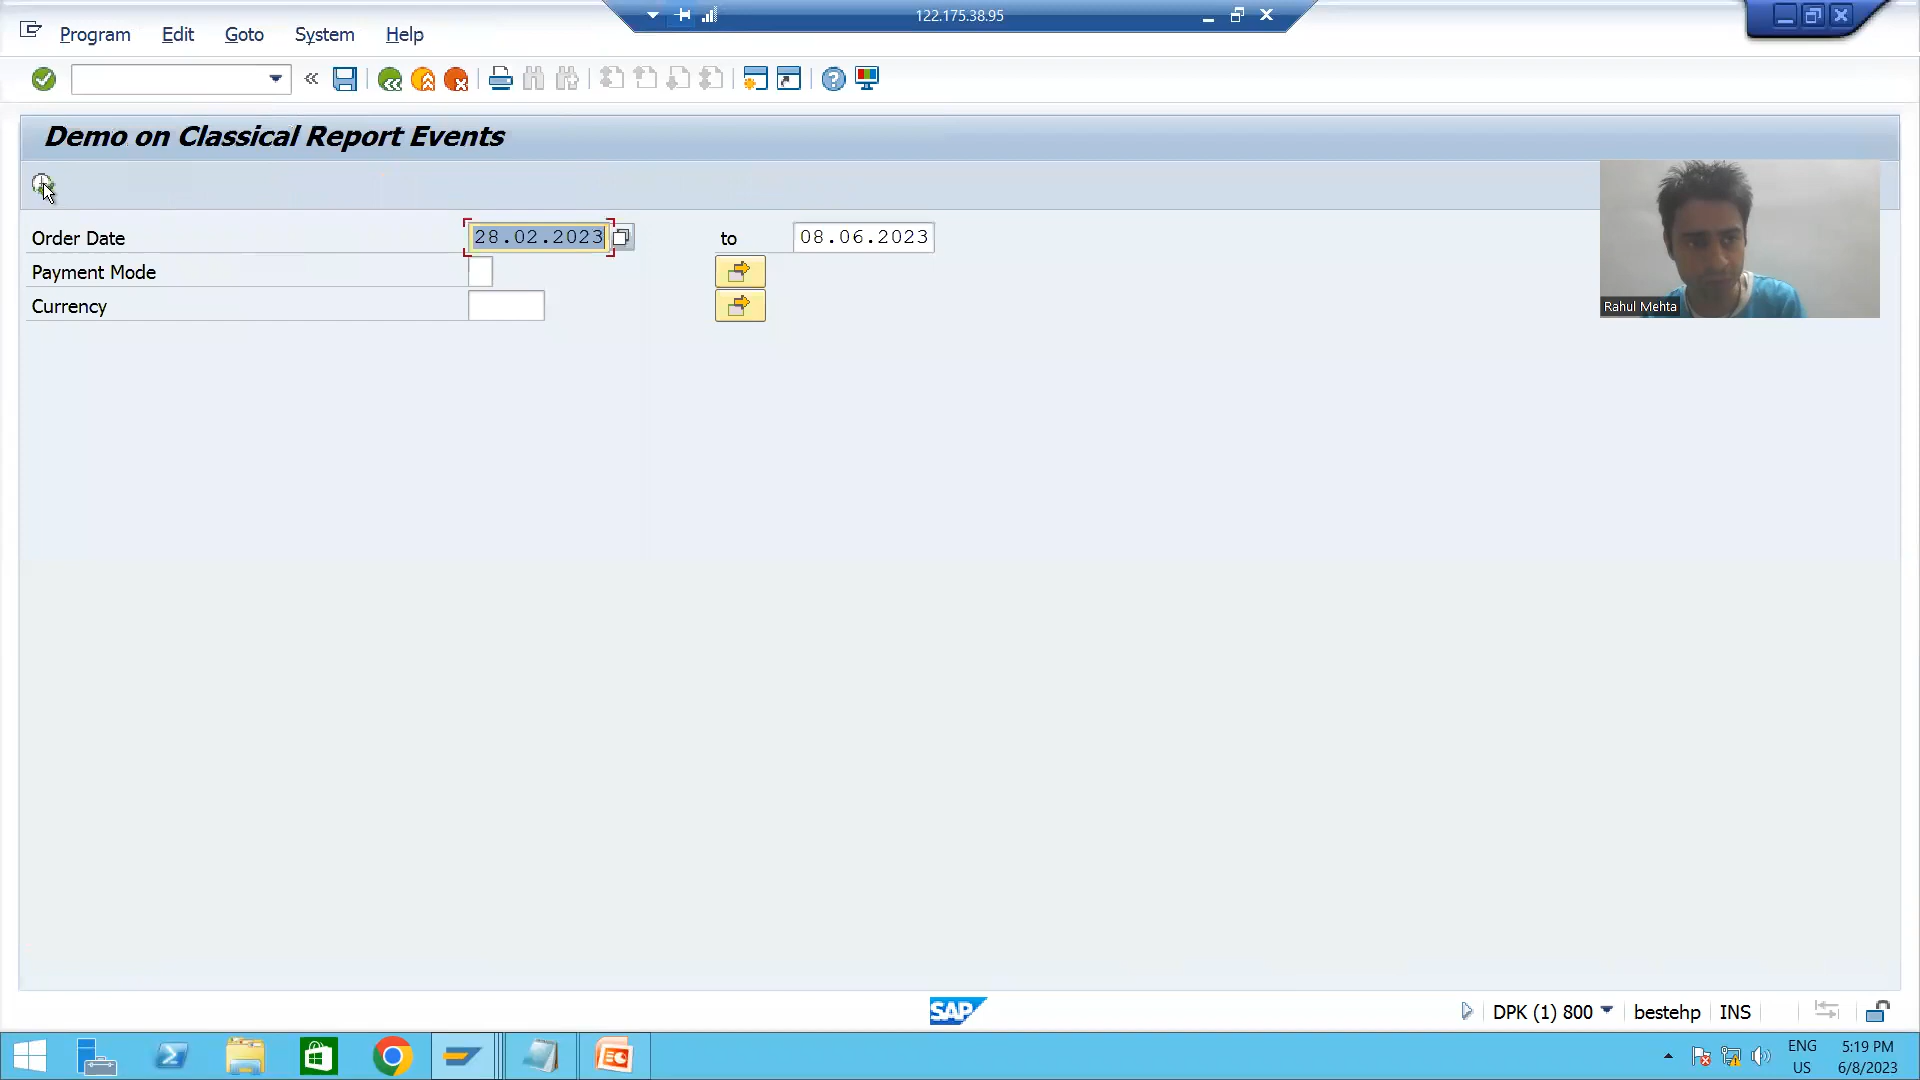 122.175.38.95
Program Edit Goto System Help
Demo on Classical Report Events
Order Date 28.02.2023 to 08.06.2023
Payment Mode
Currency
Rahul Mehta
SAP DPK (1) 800 bestehp INS
ENG 5:19 PM
US 6/8/2023